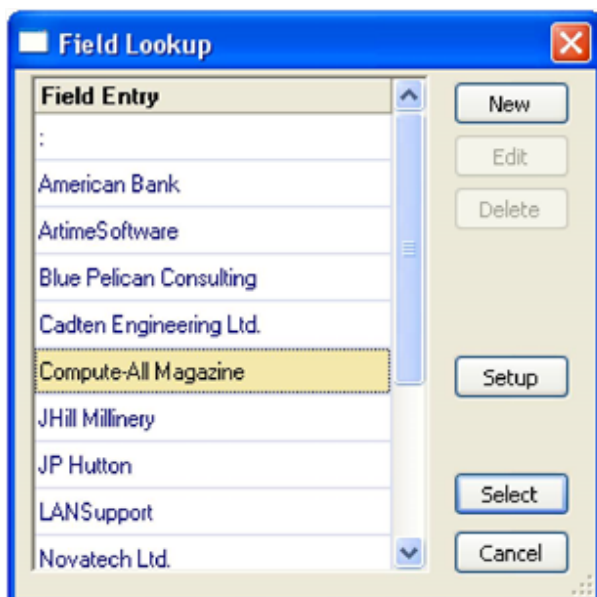 Field Lookup
Field Entry
:
American Bank
ArtimeSoftware
Blue Pelican Consulting
Cadten Engineering Ltd.
Compute-All Magazine
JHill Millinery
JP Hutton
LANSupport
Novatech Ltd.
New
Edit
Delete
Setup
Select
Cancel